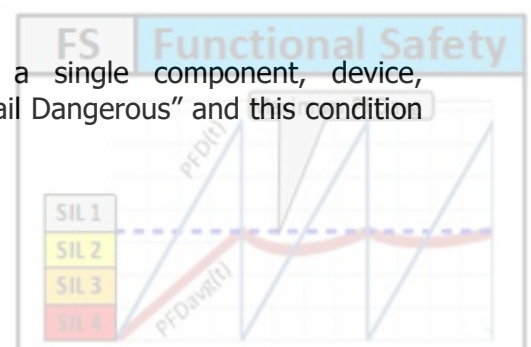 FS Functional Safety
a single component, device,
ail Dangerous” and this condition
PFD(t)
SIL 1
SIL 2
SIL 3
SIL 4
PFDavg(t)